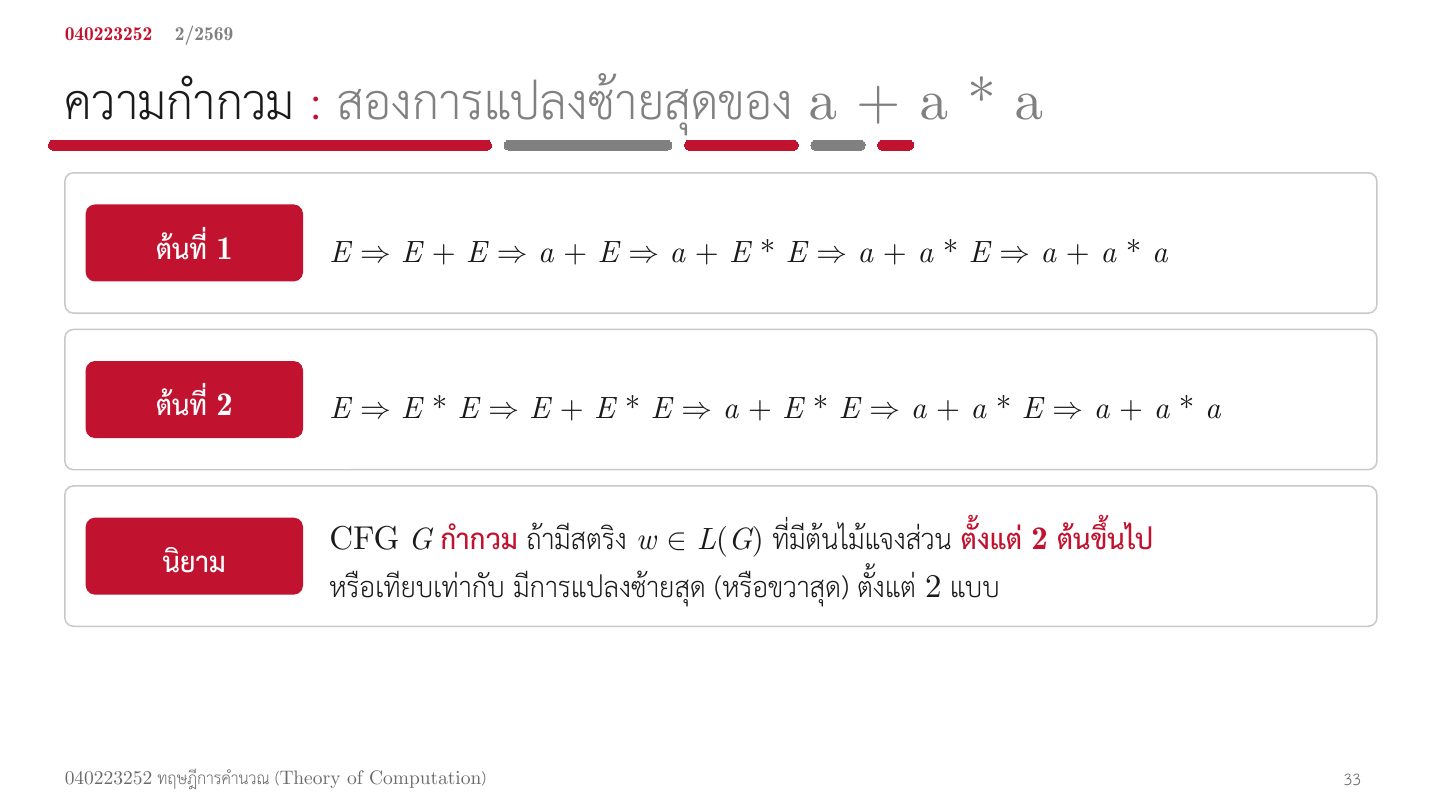 040223252 2/2569
ความกำกวม : สองการแปลงซ้ายสุดของ a + a * a
ต้นที่ 1
E ⇒ E + E ⇒ a + E ⇒ a + E * E ⇒ a + a * E ⇒ a + a * a
ต้นที่ 2
E ⇒ E * E ⇒ E + E * E ⇒ a + E * E ⇒ a + a * E ⇒ a + a * a
นิยาม
CFG G กำกวม ถ้ามีสตริง w ∈ L(G) ที่มีต้นไม้แจงส่วน ตั้งแต่ 2 ต้นขึ้นไป
หรือเทียบเท่ากับ มีการแปลงซ้ายสุด (หรือขวาสุด) ตั้งแต่ 2 แบบ
040223252 ทฤษฎีการคำนวณ (Theory of Computation)
33